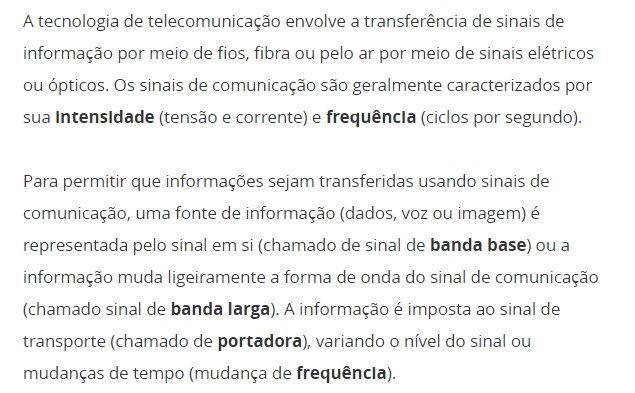 A tecnologia de telecomunicação envolve a transferência de sinais de
informação por meio de fios, fibra ou pelo ar por meio de sinais elétricos
ou ópticos. Os sinais de comunicação são geralmente caracterizados por
sua Intensidade (tensão e corrente) e frequência (ciclos por segundo).
Para permitir que informações sejam transferidas usando sinais de
comunicação, uma fonte de informação (dados, voz ou imagem) é
representada pelo sinal em si (chamado de sinal de banda base) ou a
informação muda ligeiramente a forma de onda do sinal de comunicação
(chamado sinal de banda larga). A informação é imposta ao sinal de
transporte (chamado de portadora), variando o nível do sinal ou
mudanças de tempo (mudança de frequência).